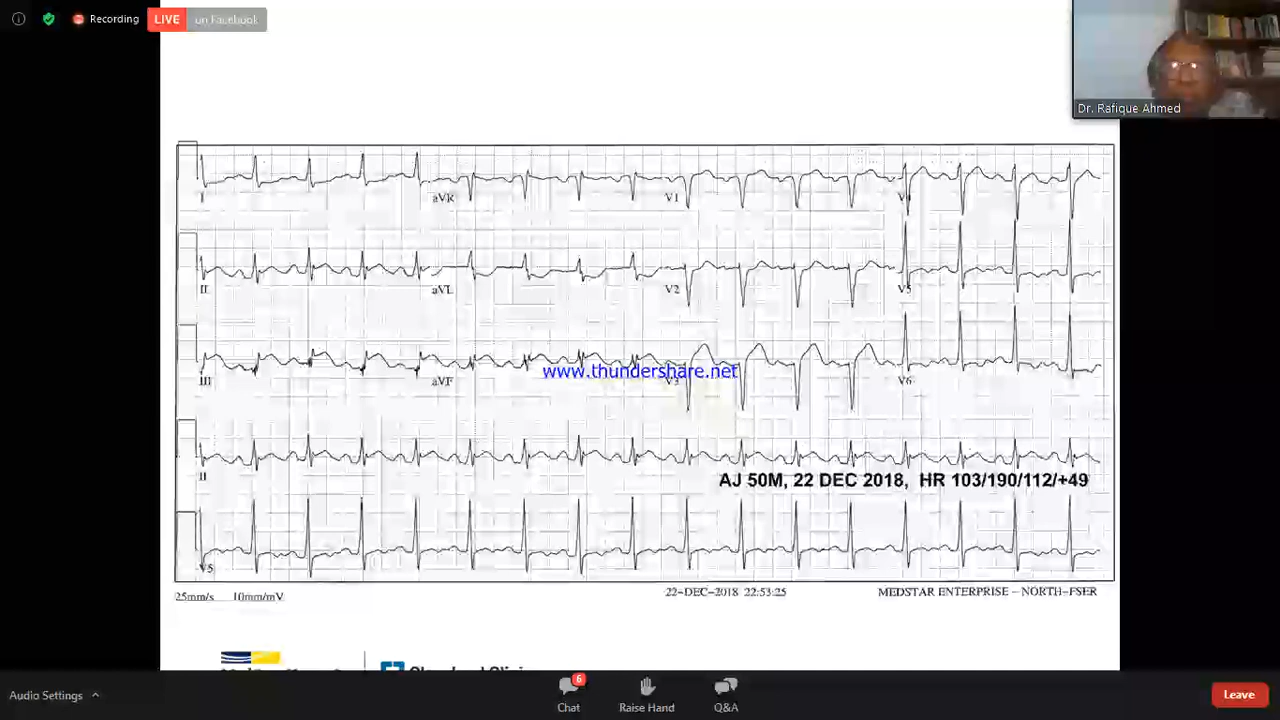 Recording
LIVE
on Facebook
Dr. Rafique Ahmed
I
aVR
V1
V4
II
aVL
V2
V5
III
aVF
www.thundershare.net
V3
V6
II
AJ 50M, 22 DEC 2018, HR 103/190/112/+49
V5
25mm/s 10mm/mV
22-DEC-2018 22:53:25
MEDSTAR ENTERPRISE - NORTH-FSER
Audio Settings
6
Chat
Raise Hand
Q&A
Leave